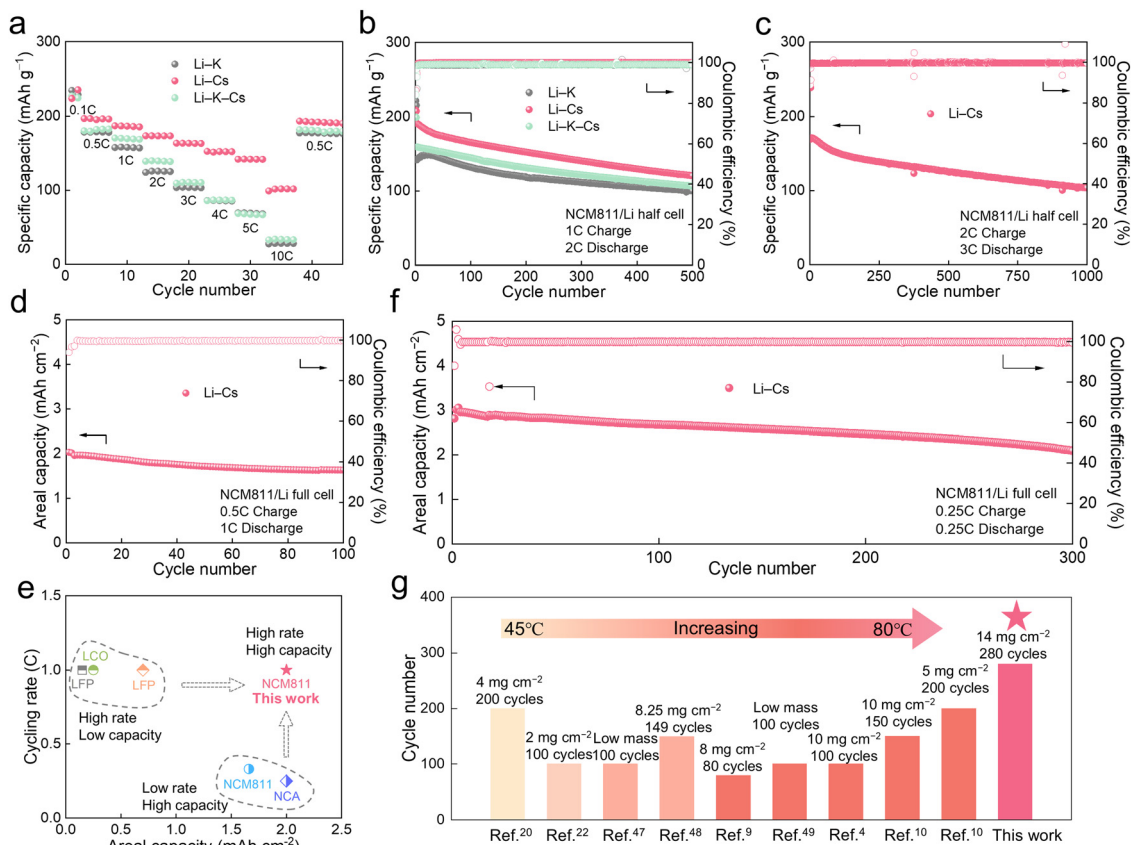 a
300
200
100
0
Specific capacity (mAh g⁻¹)
Li–K
Li–Cs
Li–K–Cs
0.1C
0.5C
1C
2C
3C
4C
5C
10C
0.5C
0
20
40
Cycle number
b
300
200
100
0
Specific capacity (mAh g⁻¹)
Li–K
Li–Cs
Li–K–Cs
NCM811/Li half cell
1C Charge
2C Discharge
100
80
60
40
20
0
Coulombic efficiency (%)
0
100
200
300
400
500
Cycle number
c
300
200
100
0
Specific capacity (mAh g⁻¹)
Li–Cs
NCM811/Li half cell
2C Charge
3C Discharge
100
80
60
40
20
0
Coulombic efficiency (%)
0
250
500
750
1000
Cycle number
d
5
4
3
2
1
0
Areal capacity (mAh cm⁻²)
Li–Cs
NCM811/Li full cell
0.5C Charge
1C Discharge
100
80
60
40
20
0
Coulombic efficiency (%)
0
20
40
60
80
100
Cycle number
f
5
4
3
2
1
0
Areal capacity (mAh cm⁻²)
Li–Cs
NCM811/Li full cell
0.25C Charge
0.25C Discharge
100
80
60
40
20
0
Coulombic efficiency (%)
0
100
200
300
Cycle number
e
1.5
1.0
0.5
0.0
Cycling rate (C)
LCO
LFP
LFP
High rate
Low capacity
High rate
High capacity
NCM811
This work
Low rate
High capacity
NCM811
NCA
0.0
0.5
1.0
1.5
2.0
2.5
Areal capacity (mAh cm⁻²)
g
400
300
200
100
0
Cycle number
45℃
Increasing
80℃
4 mg cm⁻²
200 cycles
2 mg cm⁻²
100 cycles
Low mass
100 cycles
8.25 mg cm⁻²
149 cycles
8 mg cm⁻²
80 cycles
Low mass
100 cycles
10 mg cm⁻²
100 cycles
10 mg cm⁻²
150 cycles
5 mg cm⁻²
200 cycles
14 mg cm⁻²
280 cycles
Ref.²⁰
Ref.²²
Ref.⁴⁷
Ref.⁴⁸
Ref.⁹
Ref.⁴⁹
Ref.⁴
Ref.¹⁰
Ref.¹⁰
This work